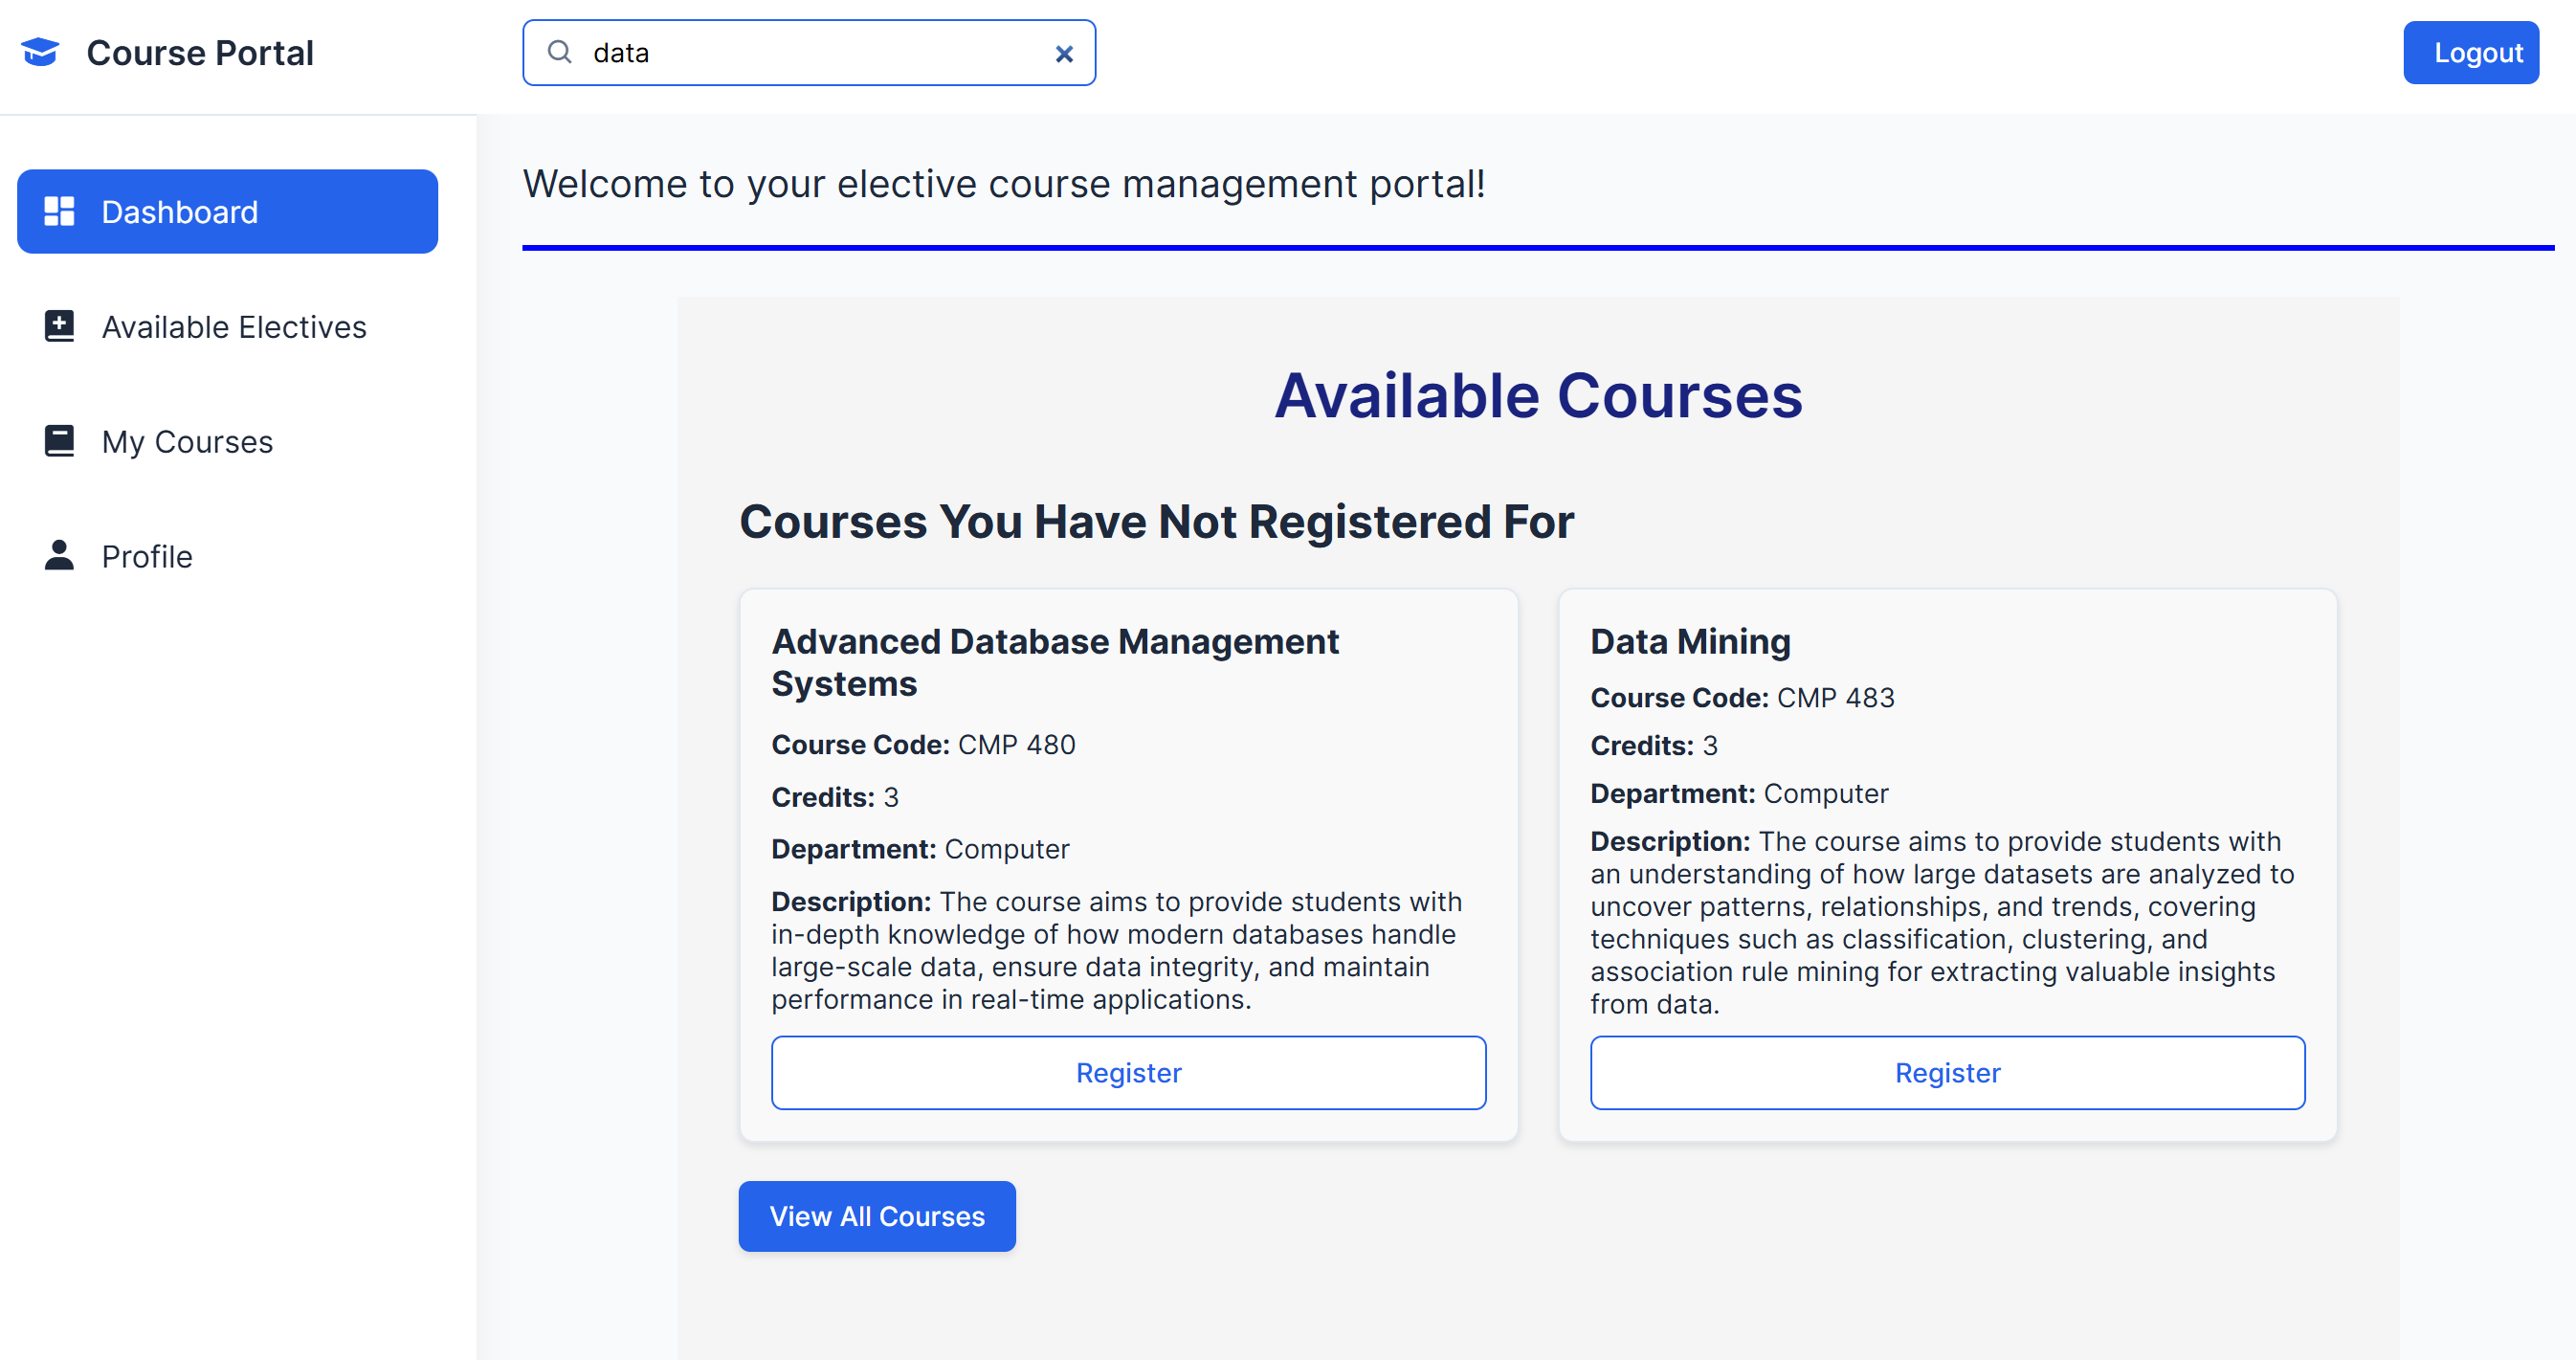 Course Portal
data
Logout
Dashboard
Available Electives
My Courses
Profile
Welcome to your elective course management portal!
Available Courses
Courses You Have Not Registered For
Advanced Database Management
Systems
Course Code: CMP 480
Credits: 3
Department: Computer
Description: The course aims to provide students with
in-depth knowledge of how modern databases handle
large-scale data, ensure data integrity, and maintain
performance in real-time applications.
Register
Data Mining
Course Code: CMP 483
Credits: 3
Department: Computer
Description: The course aims to provide students with
an understanding of how large datasets are analyzed to
uncover patterns, relationships, and trends, covering
techniques such as classification, clustering, and
association rule mining for extracting valuable insights
from data.
Register
View All Courses